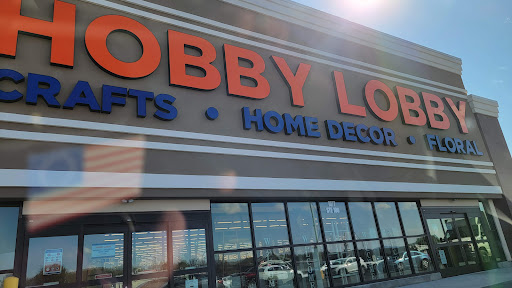 HOBBY LOBBY
CRAFTS • HOME DECOR • FLORAL